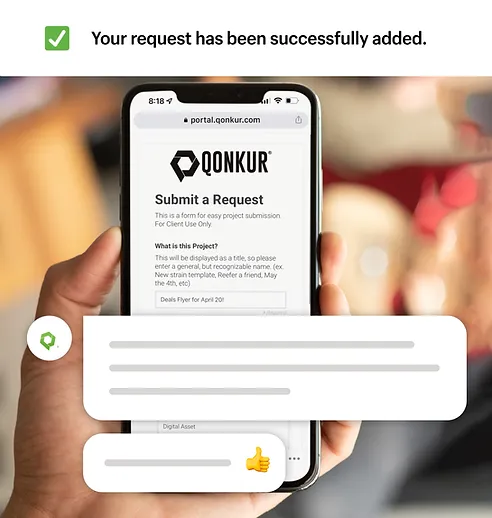 Your request has been successfully added.
8:18
portal.qonkur.com
QONKUR®
Submit a Request
This is a form for easy project submission.
For Client Use Only.
What is this Project?
This will be displayed as a title, so please
enter a general, but recognizable name. (ex.
New strain template, Reefer a friend, May
the 4th, etc)
Deals Flyer for April 20!
Digital Asset